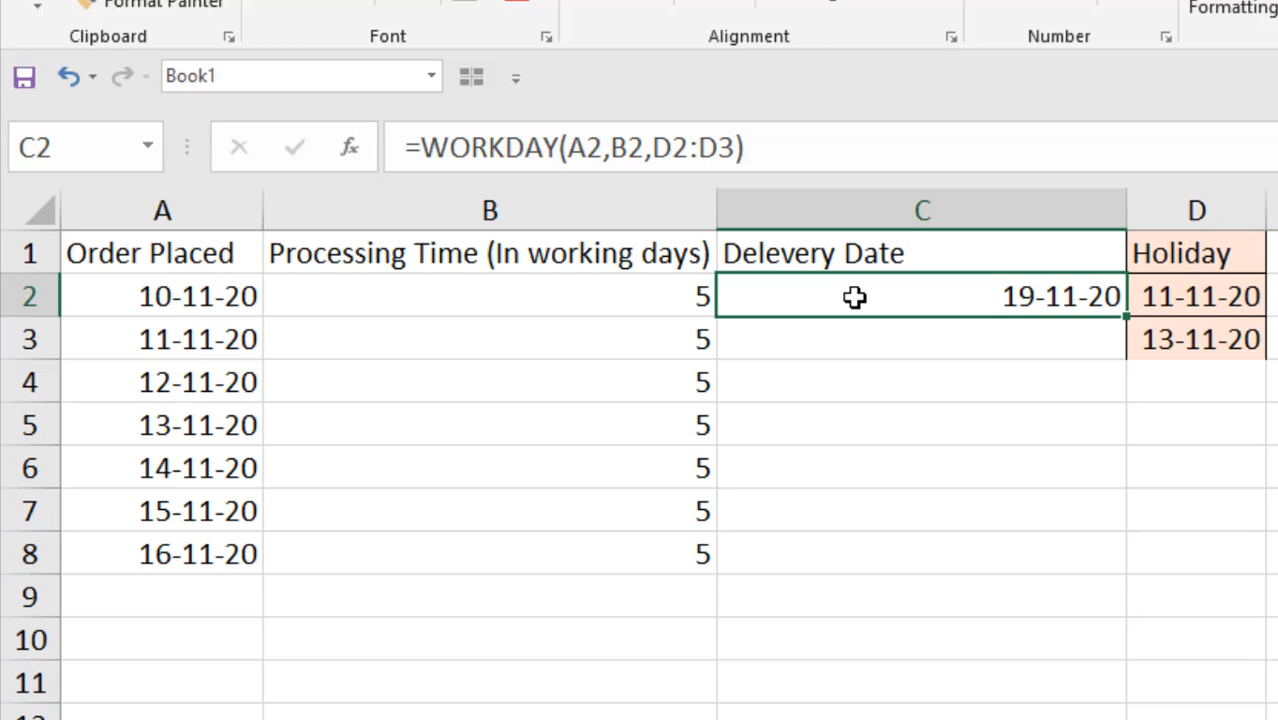 Format Painter
Formatting
Clipboard Font Alignment Number
Book1
C2 fx =WORKDAY(A2,B2,D2:D3)
A B C D
1 Order Placed Processing Time (In working days) Delevery Date Holiday
2 10-11-20 5 19-11-20 11-11-20
3 11-11-20 5 13-11-20
4 12-11-20 5
5 13-11-20 5
6 14-11-20 5
7 15-11-20 5
8 16-11-20 5
9
10
11
12